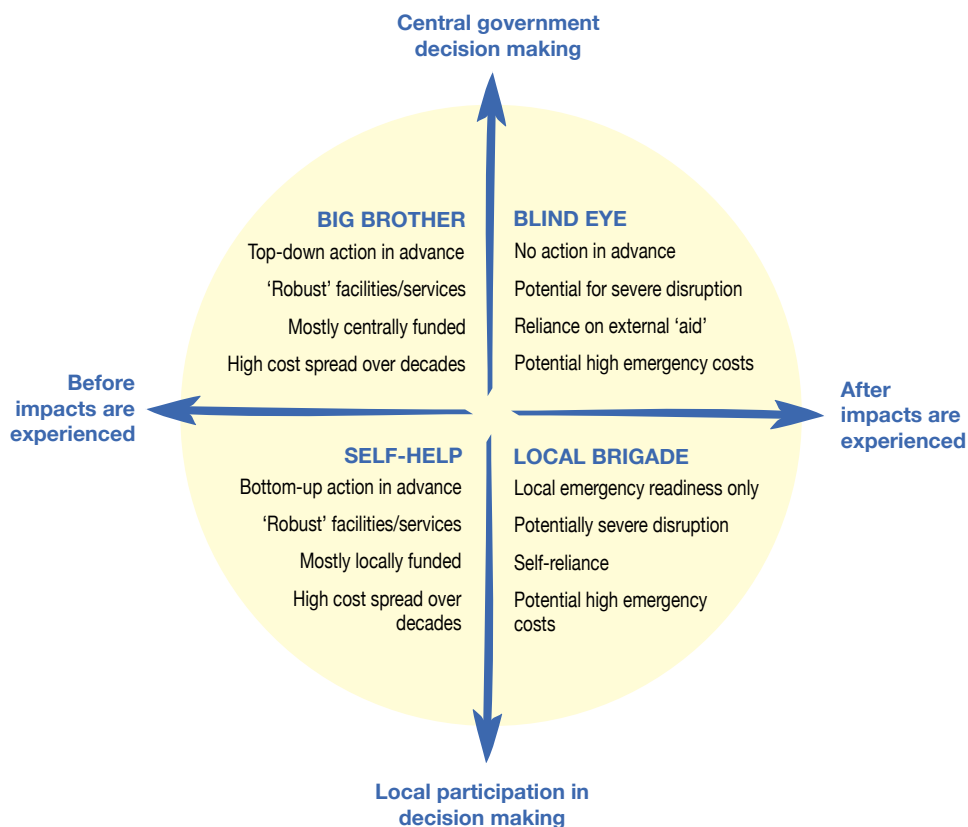 Central government
decision making
BIG BROTHER
Top-down action in advance
‘Robust’ facilities/services
Mostly centrally funded
High cost spread over decades
BLIND EYE
No action in advance
Potential for severe disruption
Reliance on external ‘aid’
Potential high emergency costs
Before
impacts are
experienced
After
impacts are
experienced
SELF-HELP
Bottom-up action in advance
‘Robust’ facilities/services
Mostly locally funded
High cost spread over
decades
LOCAL BRIGADE
Local emergency readiness only
Potentially severe disruption
Self-reliance
Potential high emergency
costs
Local participation in
decision making